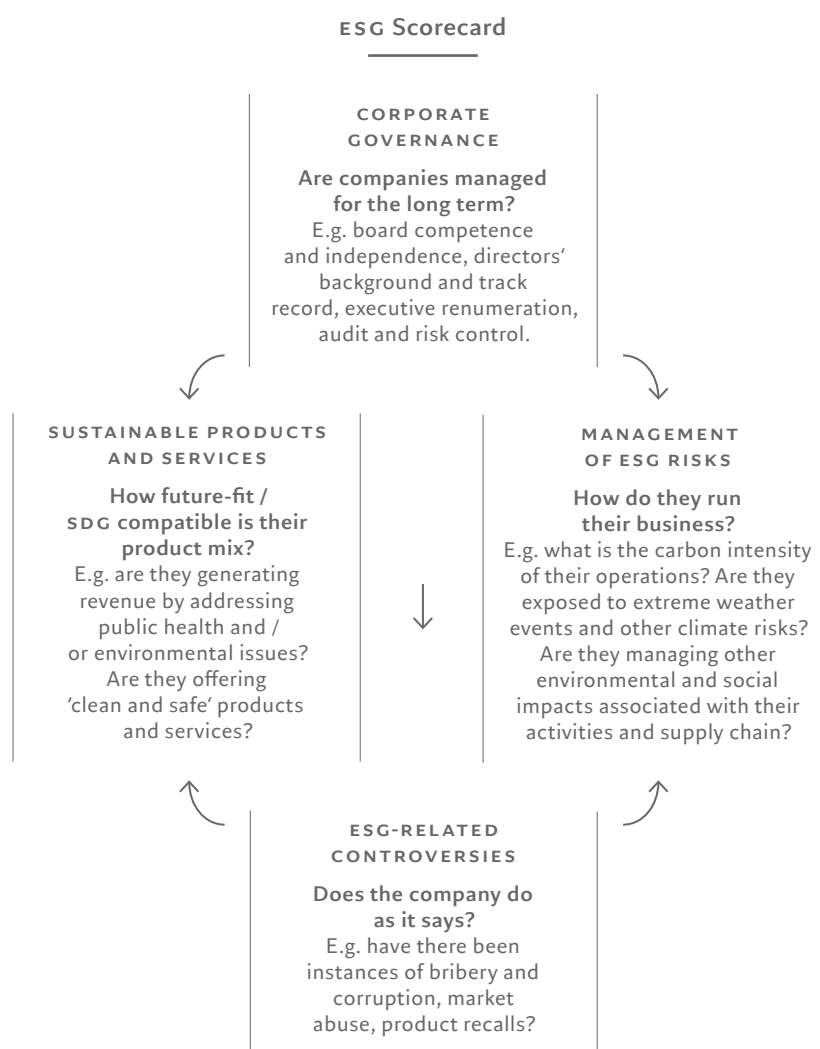 ESG Scorecard
CORPORATE
GOVERNANCE
Are companies managed
for the long term?
E.g. board competence
and independence, directors’
background and track
record, executive renumeration,
audit and risk control.
SUSTAINABLE PRODUCTS
AND SERVICES
How future-fit /
SDG compatible is their
product mix?
E.g. are they generating
revenue by addressing
public health and /
or environmental issues?
Are they offering
‘clean and safe’ products
and services?
MANAGEMENT
OF ESG RISKS
How do they run
their business?
E.g. what is the carbon intensity
of their operations? Are they
exposed to extreme weather
events and other climate risks?
Are they managing other
environmental and social
impacts associated with their
activities and supply chain?
ESG-RELATED
CONTROVERSIES
Does the company do
as it says?
E.g. have there been
instances of bribery and
corruption, market
abuse, product recalls?